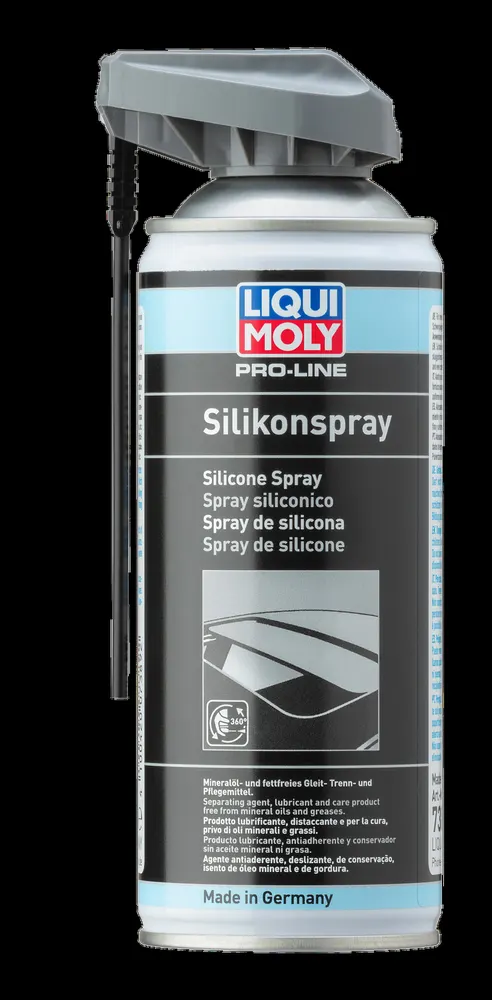 LIQUI
MOLY
PRO-LINE
Silikonspray
Silicone Spray
Spray siliconico
Spray de silicona
Spray de silicone
360°
Mineralöl- und fettfreies Gleit- Trenn- und
Pflegemittel.
Separating agent, lubricant and care product
free from mineral oils and greases.
Prodotto lubrificante, distaccante e per la cura,
privo di oli minerali e grassi.
Producto lubricante, antiadherente y conservador
sin aceite mineral ni grasa.
Agente antiaderente, deslizante, de conservação,
isento de óleo mineral e de gordura.
Made in Germany